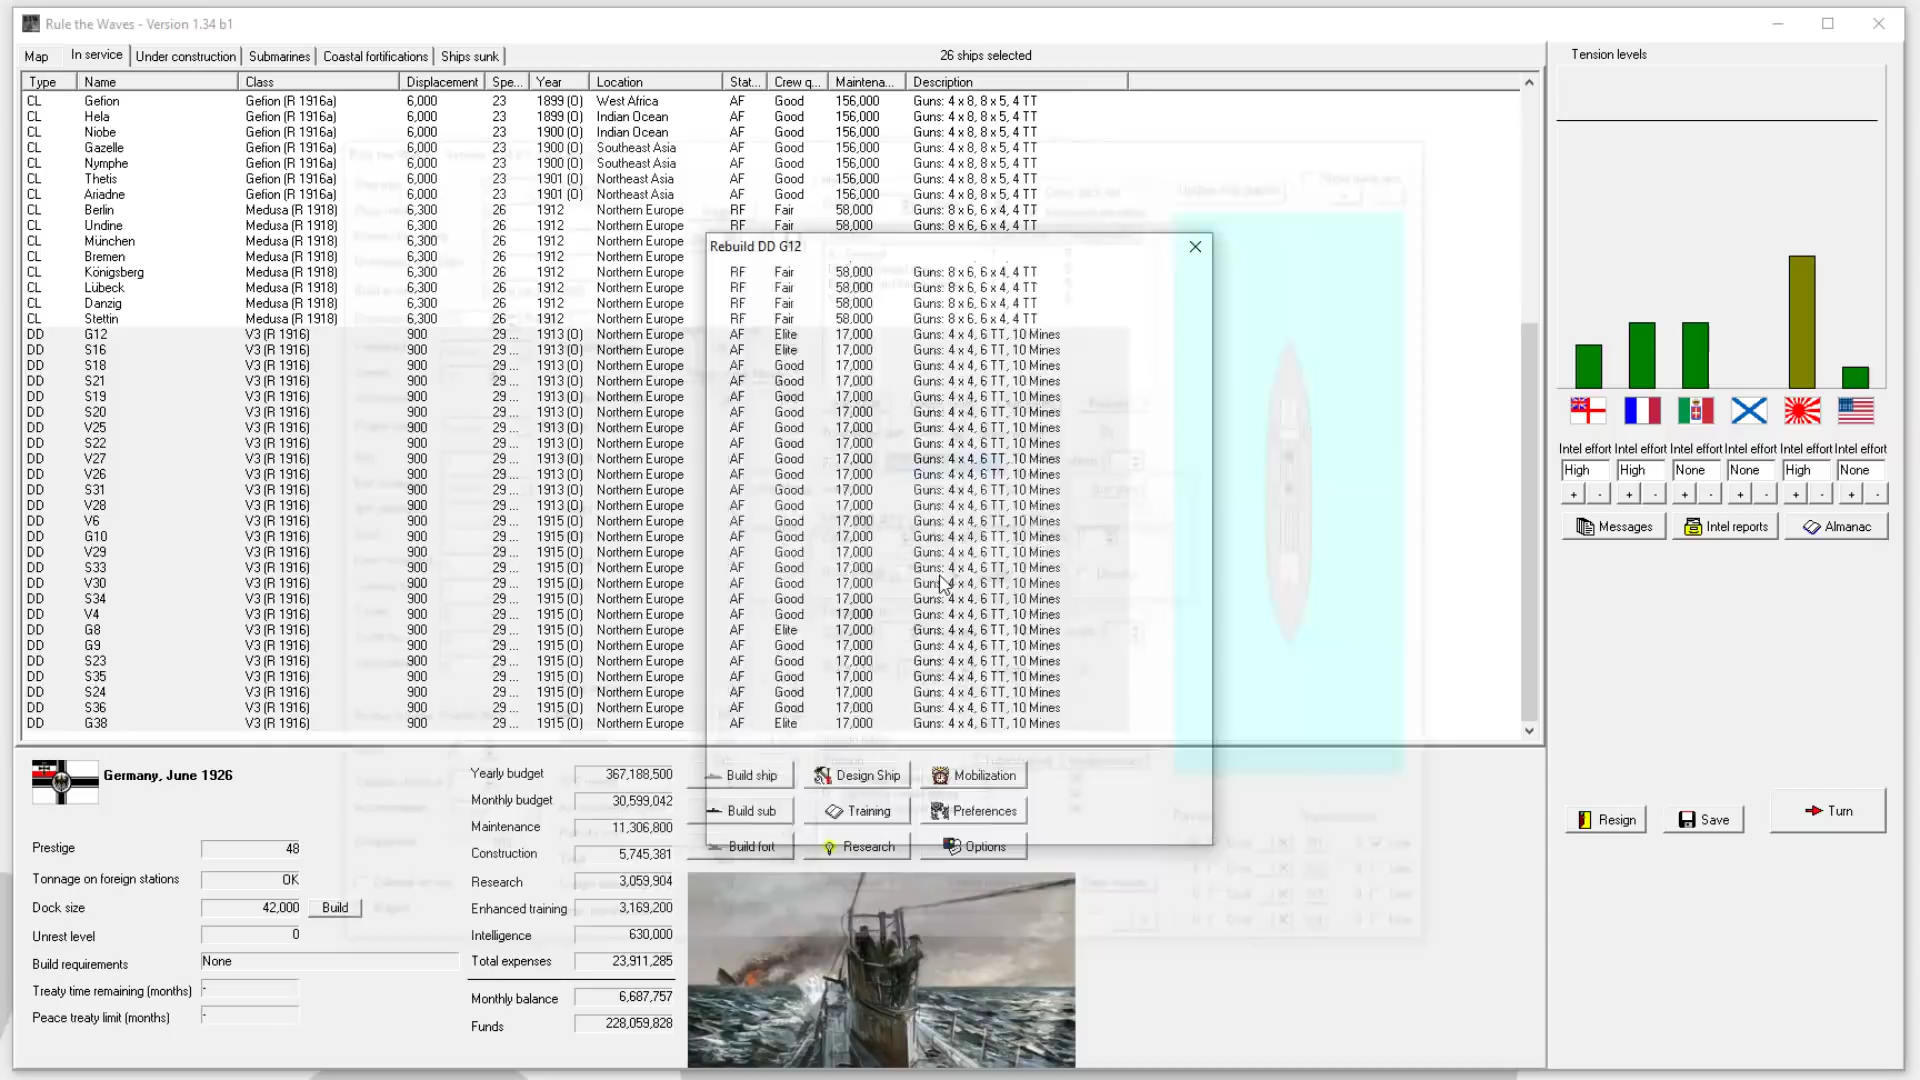 Rule the Waves - Version 1.34 b1
Map In service Under construction Submarines Coastal fortifications Ships sunk 26 ships selected
Type Name Class Displacement Spe... Year Location Stat... Crew q... Maintena... Description
CL Gefion Gefion (R 1916a) 6,000 23 1899 (O) West Africa AF Good 156,000 Guns: 4 x 8, 8 x 5, 4 TT
CL Hela Gefion (R 1916a) 6,000 23 1899 (O) Indian Ocean AF Good 156,000 Guns: 4 x 8, 8 x 5, 4 TT
CL Niobe Gefion (R 1916a) 6,000 23 1900 (O) Indian Ocean AF Good 156,000 Guns: 4 x 8, 8 x 5, 4 TT
CL Gazelle Gefion (R 1916a) 6,000 23 1900 (O) Southeast Asia AF Good 156,000 Guns: 4 x 8, 8 x 5, 4 TT
CL Nymphe Gefion (R 1916a) 6,000 23 1900 (O) Southeast Asia AF Good 156,000 Guns: 4 x 8, 8 x 5, 4 TT
CL Thetis Gefion (R 1916a) 6,000 23 1901 (O) Northeast Asia AF Good 156,000 Guns: 4 x 8, 8 x 5, 4 TT
CL Ariadne Gefion (R 1916a) 6,000 23 1901 (O) Northeast Asia AF Good 156,000 Guns: 4 x 8, 8 x 5, 4 TT
CL Berlin Medusa (R 1918) 6,300 26 1912 Northern Europe RF Fair 58,000 Guns: 8 x 6, 6 x 4, 4 TT
CL Undine Medusa (R 1918) 6,300 26 1912 Northern Europe RF Fair 58,000 Guns: 8 x 6, 6 x 4, 4 TT
CL München Medusa (R 1918) 6,300 26 1912 Northern Europe
Rebuild DD G12
CL Bremen Medusa (R 1918) 6,300 26 1912 Northern Europe
CL Königsberg Medusa (R 1918) 6,300 26 1912 Northern Europe RF Fair 58,000 Guns: 8 x 6, 6 x 4, 4 TT
CL Lübeck Medusa (R 1918) 6,300 26 1912 Northern Europe RF Fair 58,000 Guns: 8 x 6, 6 x 4, 4 TT
CL Danzig Medusa (R 1918) 6,300 26 1912 Northern Europe RF Fair 58,000 Guns: 8 x 6, 6 x 4, 4 TT
CL Stettin Medusa (R 1918) 6,300 26 1912 Northern Europe RF Fair 58,000 Guns: 8 x 6, 6 x 4, 4 TT
DD G12 V3 (R 1916) 900 29 ... 1913 (O) Northern Europe AF Elite 17,000 Guns: 4 x 4, 6 TT, 10 Mines
DD S16 V3 (R 1916) 900 29 ... 1913 (O) Northern Europe AF Elite 17,000 Guns: 4 x 4, 6 TT, 10 Mines
DD S18 V3 (R 1916) 900 29 ... 1913 (O) Northern Europe AF Good 17,000 Guns: 4 x 4, 6 TT, 10 Mines
DD S21 V3 (R 1916) 900 29 ... 1913 (O) Northern Europe AF Good 17,000 Guns: 4 x 4, 6 TT, 10 Mines
DD S19 V3 (R 1916) 900 29 ... 1913 (O) Northern Europe AF Good 17,000 Guns: 4 x 4, 6 TT, 10 Mines
DD S20 V3 (R 1916) 900 29 ... 1913 (O) Northern Europe AF Good 17,000 Guns: 4 x 4, 6 TT, 10 Mines
DD V25 V3 (R 1916) 900 29 ... 1913 (O) Northern Europe AF Good 17,000 Guns: 4 x 4, 6 TT, 10 Mines
DD S22 V3 (R 1916) 900 29 ... 1913 (O) Northern Europe AF Good 17,000 Guns: 4 x 4, 6 TT, 10 Mines
DD V27 V3 (R 1916) 900 29 ... 1913 (O) Northern Europe AF Good 17,000 Guns: 4 x 4, 6 TT, 10 Mines
DD V26 V3 (R 1916) 900 29 ... 1913 (O) Northern Europe AF Good 17,000 Guns: 4 x 4, 6 TT, 10 Mines
DD S31 V3 (R 1916) 900 29 ... 1913 (O) Northern Europe AF Good 17,000 Guns: 4 x 4, 6 TT, 10 Mines
DD V28 V3 (R 1916) 900 29 ... 1913 (O) Northern Europe AF Good 17,000 Guns: 4 x 4, 6 TT, 10 Mines
DD V6 V3 (R 1916) 900 29 ... 1915 (O) Northern Europe AF Good 17,000 Guns: 4 x 4, 6 TT, 10 Mines
DD G10 V3 (R 1916) 900 29 ... 1915 (O) Northern Europe AF Good 17,000 Guns: 4 x 4, 6 TT, 10 Mines
DD V29 V3 (R 1916) 900 29 ... 1915 (O) Northern Europe AF Good 17,000 Guns: 4 x 4, 6 TT, 10 Mines
DD S33 V3 (R 1916) 900 29 ... 1915 (O) Northern Europe AF Good 17,000 Guns: 4 x 4, 6 TT, 10 Mines
DD V30 V3 (R 1916) 900 29 ... 1915 (O) Northern Europe AF Good 17,000 Guns: 4 x 4, 6 TT, 10 Mines
DD S34 V3 (R 1916) 900 29 ... 1915 (O) Northern Europe AF Good 17,000 Guns: 4 x 4, 6 TT, 10 Mines
DD V4 V3 (R 1916) 900 29 ... 1915 (O) Northern Europe AF Good 17,000 Guns: 4 x 4, 6 TT, 10 Mines
DD G8 V3 (R 1916) 900 29 ... 1915 (O) Northern Europe AF Elite 17,000 Guns: 4 x 4, 6 TT, 10 Mines
DD G9 V3 (R 1916) 900 29 ... 1915 (O) Northern Europe AF Good 17,000 Guns: 4 x 4, 6 TT, 10 Mines
DD S23 V3 (R 1916) 900 29 ... 1915 (O) Northern Europe AF Good 17,000 Guns: 4 x 4, 6 TT, 10 Mines
DD S35 V3 (R 1916) 900 29 ... 1915 (O) Northern Europe AF Good 17,000 Guns: 4 x 4, 6 TT, 10 Mines
DD S24 V3 (R 1916) 900 29 ... 1915 (O) Northern Europe AF Good 17,000 Guns: 4 x 4, 6 TT, 10 Mines
DD S36 V3 (R 1916) 900 29 ... 1915 (O) Northern Europe AF Good 17,000 Guns: 4 x 4, 6 TT, 10 Mines
DD G38 V3 (R 1916) 900 29 ... 1915 (O) Northern Europe AF Elite 17,000 Guns: 4 x 4, 6 TT, 10 Mines
Germany, June 1926
Prestige 48
Tonnage on foreign stations OK
Dock size 42,000 Build
Unrest level 0
Build requirements None
Treaty time remaining (months) -
Peace treaty limit (months) -
Yearly budget 367,188,500
Monthly budget 30,599,042
Maintenance 11,306,800
Construction 5,745,381
Research 3,059,904
Enhanced training 3,169,200
Intelligence 630,000
Total expenses 23,911,285
Monthly balance 6,687,757
Funds 228,059,828
Build ship Design Ship Mobilization
Build sub Training Preferences
Build fort Research Options
Tension levels
Intel effort Intel effort Intel effort Intel effort Intel effort Intel effort
High High None None High None
+ - + - + - + - + - + -
Messages Intel reports Almanac
Resign Save Turn